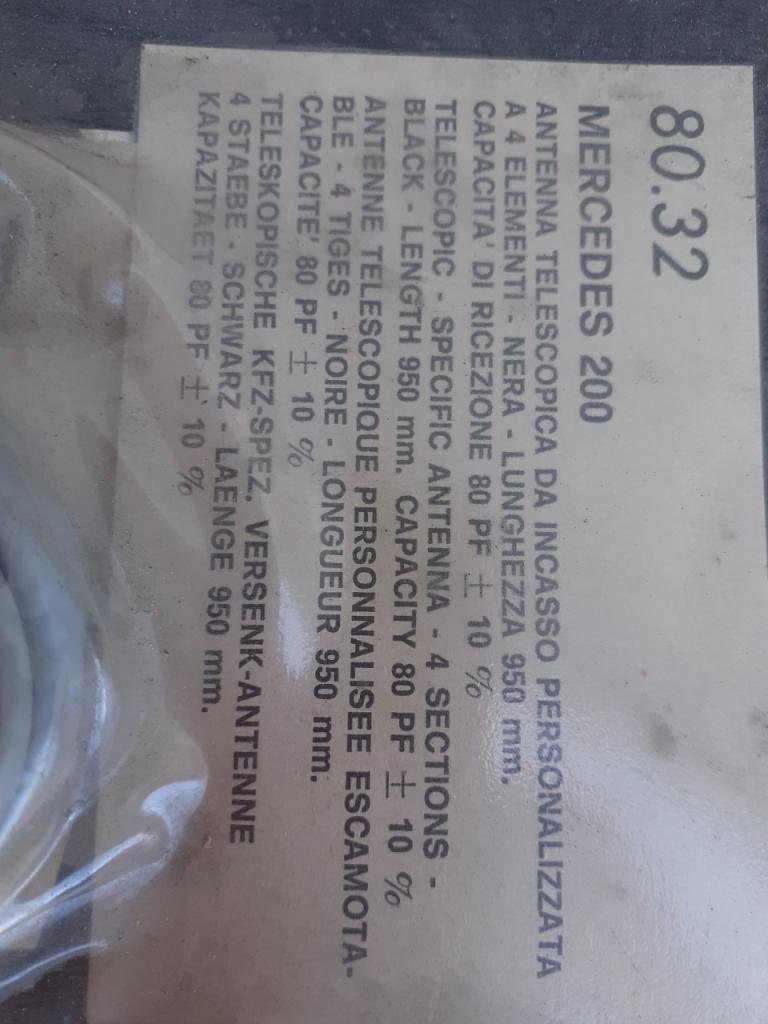 80.32
MERCEDES 200
ANTENNA TELESCOPICA DA INCASSO PERSONALIZZATA
A 4 ELEMENTI - NERA - LUNGHEZZA 950 mm.
CAPACITA' DI RICEZIONE 80 PF ± 10 %
TELESCOPIC - SPECIFIC ANTENNA - 4 SECTIONS -
BLACK - LENGTH 950 mm. CAPACITY 80 PF ± 10 %
ANTENNE TELESCOPIQUE PERSONNALISEE ESCAMOTA-
BLE - 4 TIGES - NOIRE - LONGUEUR 950 mm.
CAPACITE' 80 PF ± 10 %
TELESKOPISCHE KFZ-SPEZ. VERSENK-ANTENNE
4 STAEBE - SCHWARZ - LAENGE 950 mm.
KAPAZITAET 80 PF ± 10 %